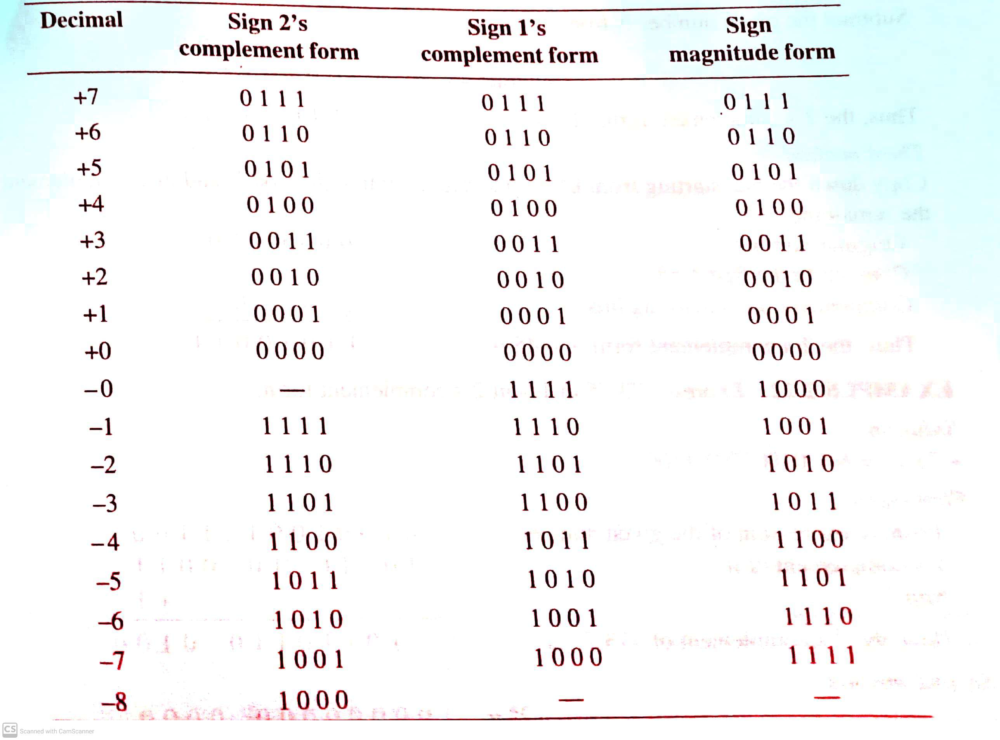 Decimal Sign 2's Sign 1's Sign
complement form complement form magnitude form
+7 0 1 1 1 0 1 1 1 0 1 1 1
+6 0 1 1 0 0 1 1 0 0 1 1 0
+5 0 1 0 1 0 1 0 1 0 1 0 1
+4 0 1 0 0 0 1 0 0 0 1 0 0
+3 0 0 1 1 0 0 1 1 0 0 1 1
+2 0 0 1 0 0 0 1 0 0 0 1 0
+1 0 0 0 1 0 0 0 1 0 0 0 1
+0 0 0 0 0 0 0 0 0 0 0 0 0
–0 — 1 1 1 1 1 0 0 0
–1 1 1 1 1 1 1 1 0 1 0 0 1
–2 1 1 1 0 1 1 0 1 1 0 1 0
–3 1 1 0 1 1 1 0 0 1 0 1 1
–4 1 1 0 0 1 0 1 1 1 1 0 0
–5 1 0 1 1 1 0 1 0 1 1 0 1
–6 1 0 1 0 1 0 0 1 1 1 1 0
–7 1 0 0 1 1 0 0 0 1 1 1 1
–8 1 0 0 0 — —
CS Scanned with CamScanner